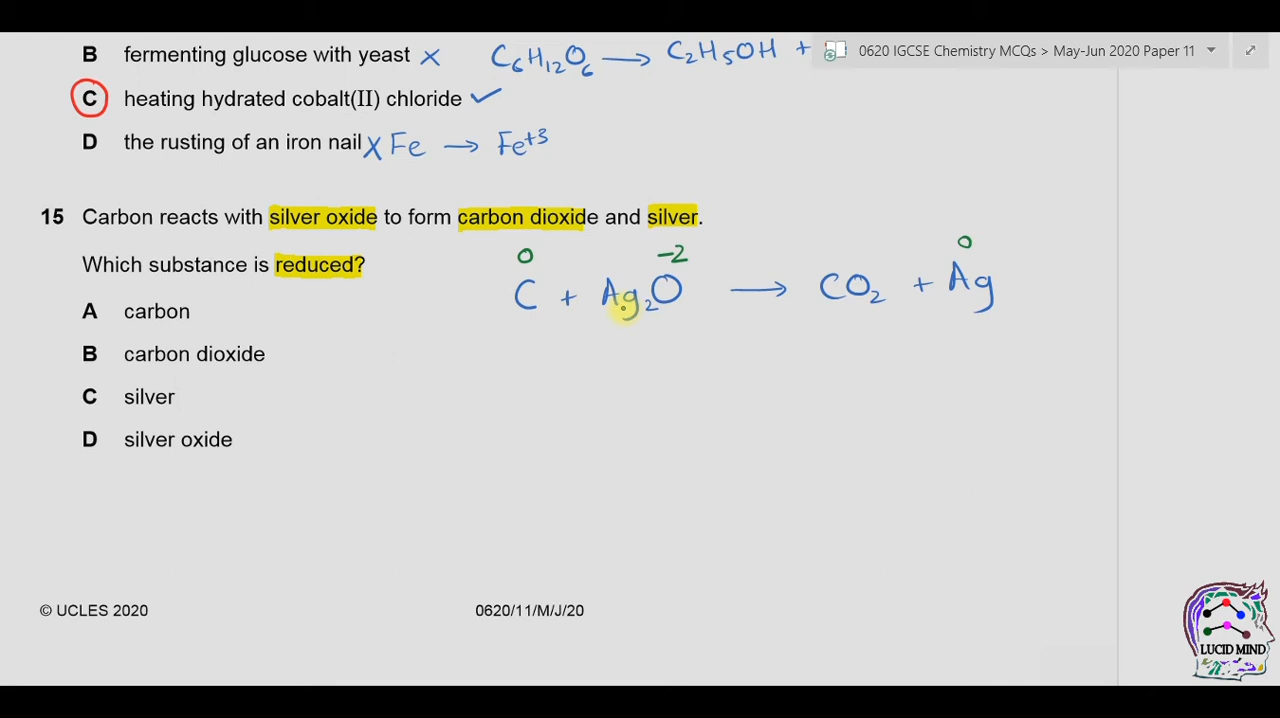 B fermenting glucose with yeast ✗ C₆H₁₂O₆ → C₂H₅OH +
0620 IGCSE Chemistry MCQs > May-Jun 2020 Paper 11
C heating hydrated cobalt(II) chloride ✓
D the rusting of an iron nail ✗ Fe → Fe⁺³
15 Carbon reacts with silver oxide to form carbon dioxide and silver.
Which substance is reduced?
0 -2 0
C + Ag₂O → CO₂ + Ag
A carbon
B carbon dioxide
C silver
D silver oxide
© UCLES 2020 0620/11/M/J/20
LUCID MIND